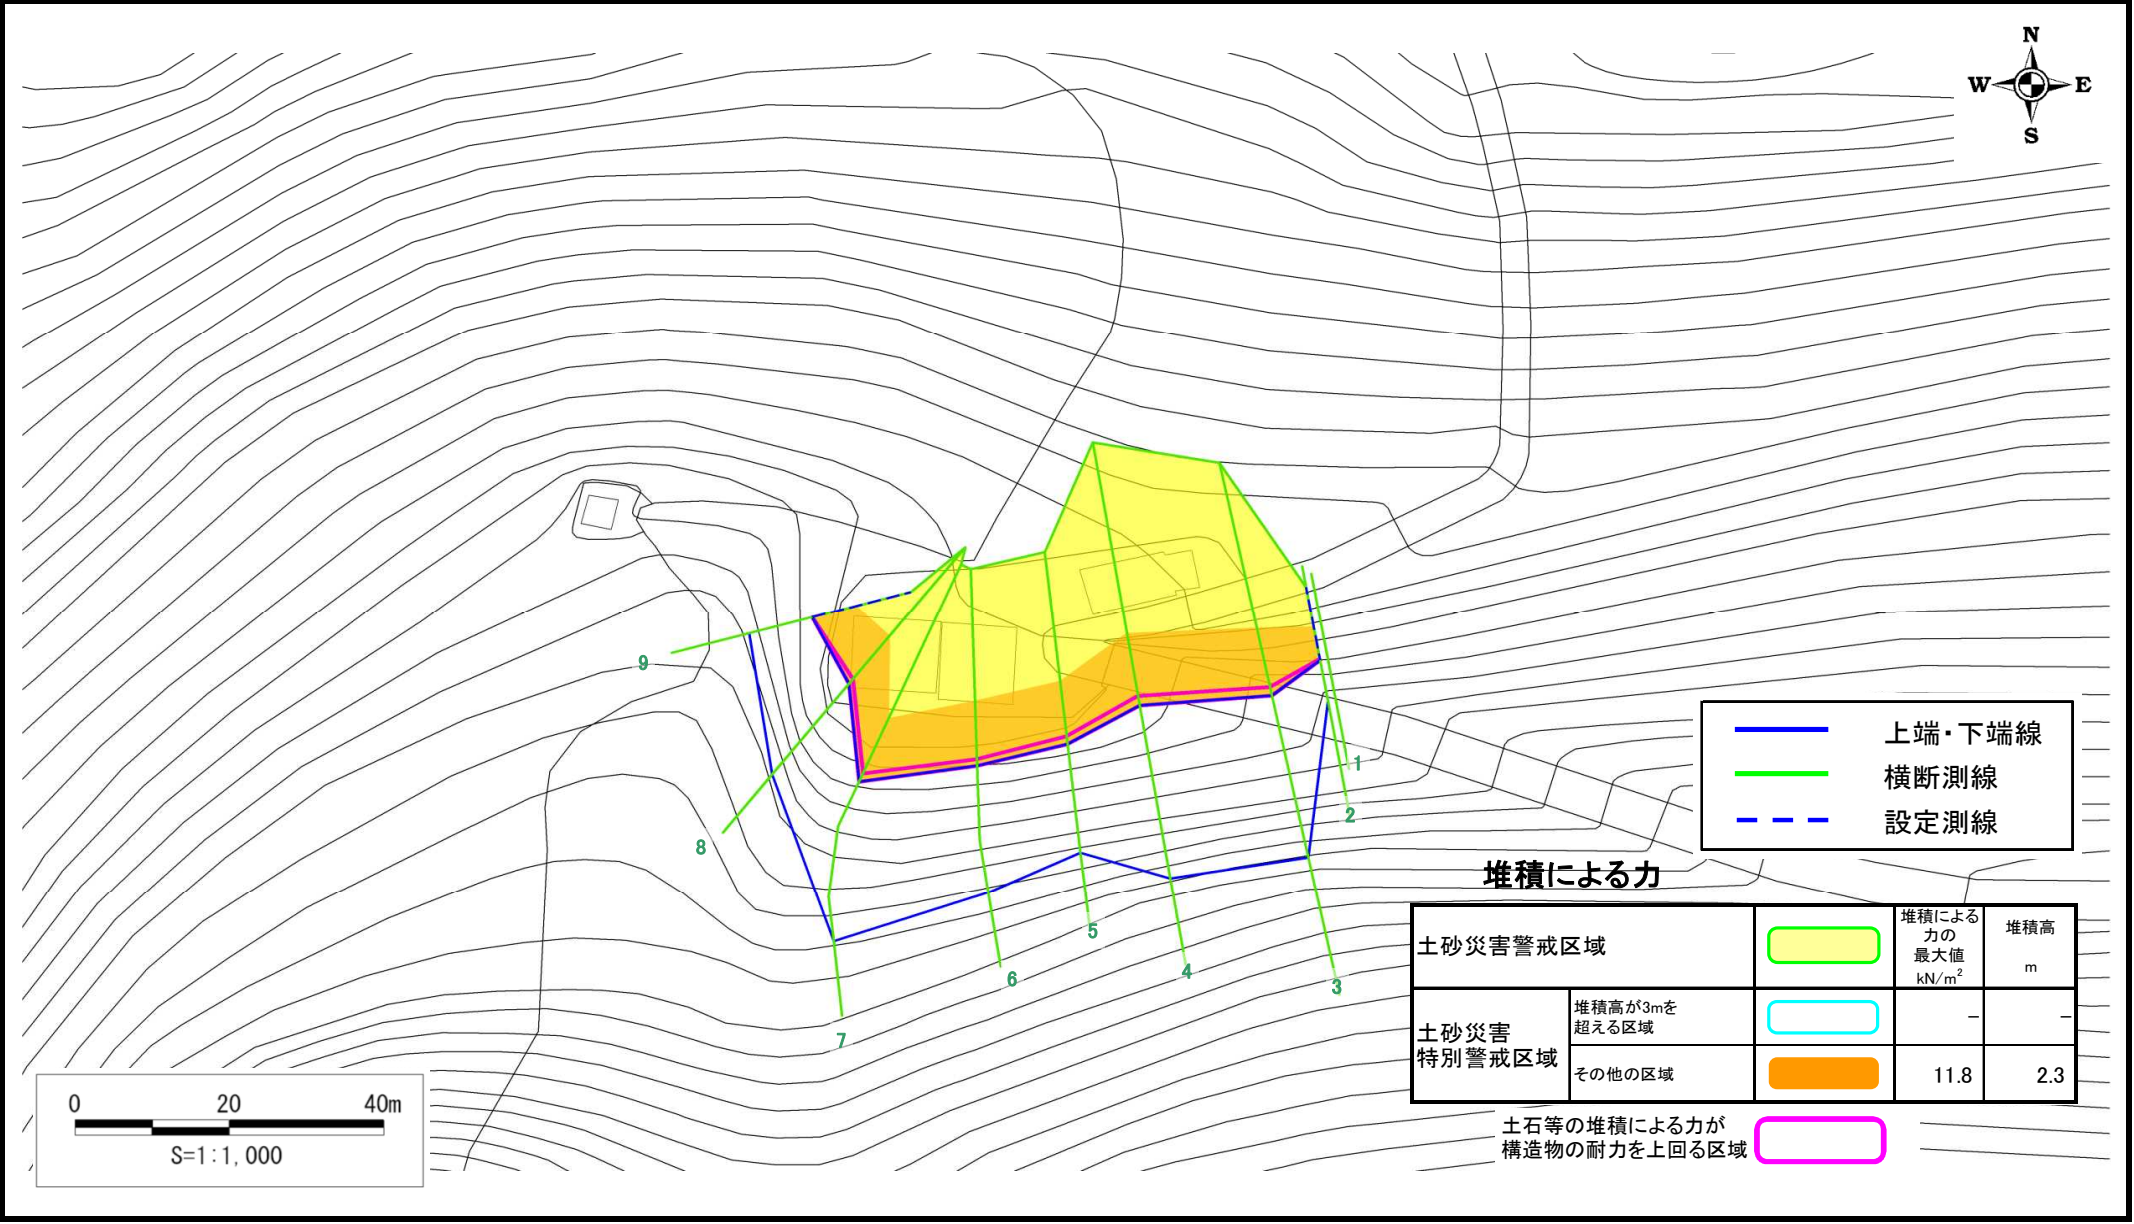 N
W E
S
9
8
7
6
5
4
3
2
1
上端・下端線
横断測線
設定測線
堆積による力
土砂災害警戒区域
堆積による
力の
最大値
kN/m²
堆積高
m
土砂災害
特別警戒区域
堆積高が3mを
超える区域
－ －
その他の区域
11.8 2.3
土石等の堆積による力が
構造物の耐力を上回る区域
0 20 40m
S=1:1,000